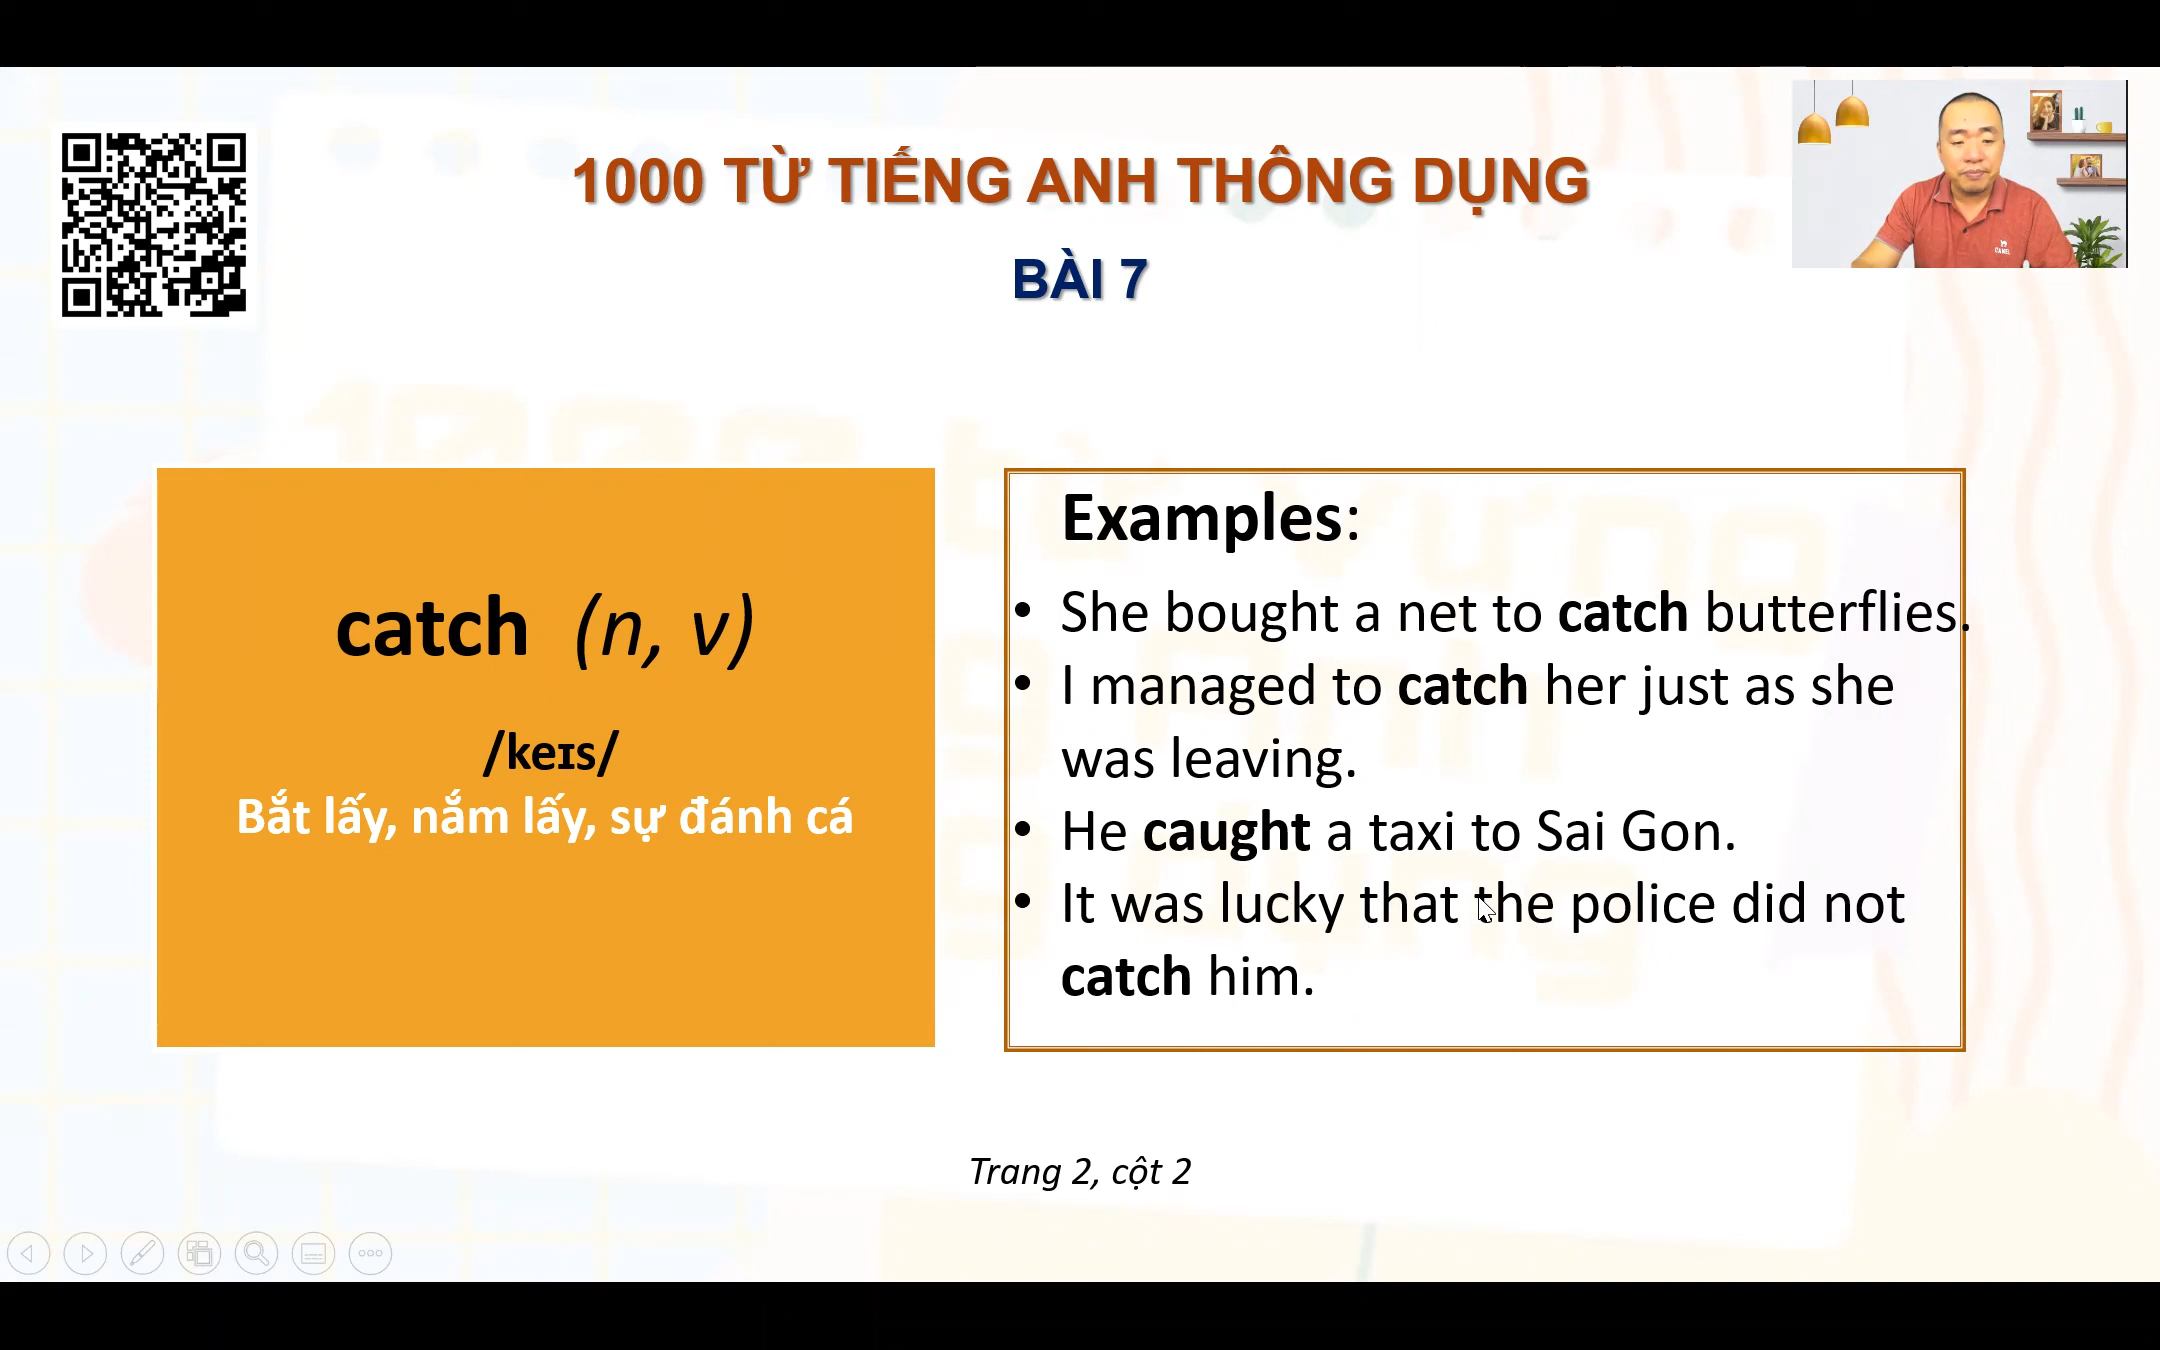 1000 TỪ TIẾNG ANH THÔNG DỤNG
BÀI 7
catch (n, v)
/keɪs/
Bắt lấy, nắm lấy, sự đánh cá
Examples:
• She bought a net to catch butterflies.
• I managed to catch her just as she
was leaving.
• He caught a taxi to Sai Gon.
• It was lucky that the police did not
catch him.
Trang 2, cột 2